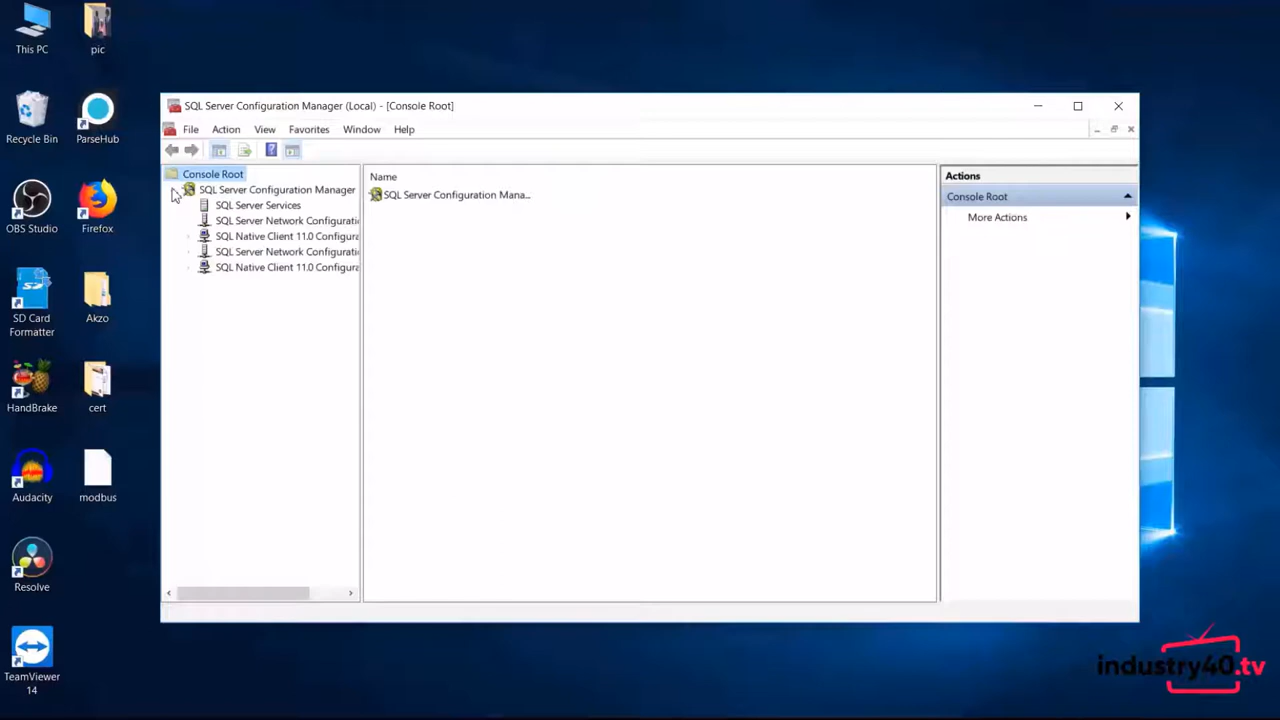 This PC
pic
Recycle Bin
ParseHub
OBS Studio
Firefox
SD Card
Formatter
Akzo
HandBrake
cert
Audacity
modbus
Resolve
TeamViewer
14
SQL Server Configuration Manager (Local) - [Console Root]
File Action View Favorites Window Help
Console Root
SQL Server Configuration Manager
SQL Server Services
SQL Server Network Configurati
SQL Native Client 11.0 Configura
SQL Server Network Configurati
SQL Native Client 11.0 Configura
Name
SQL Server Configuration Mana...
Actions
Console Root
More Actions
industry40.tv